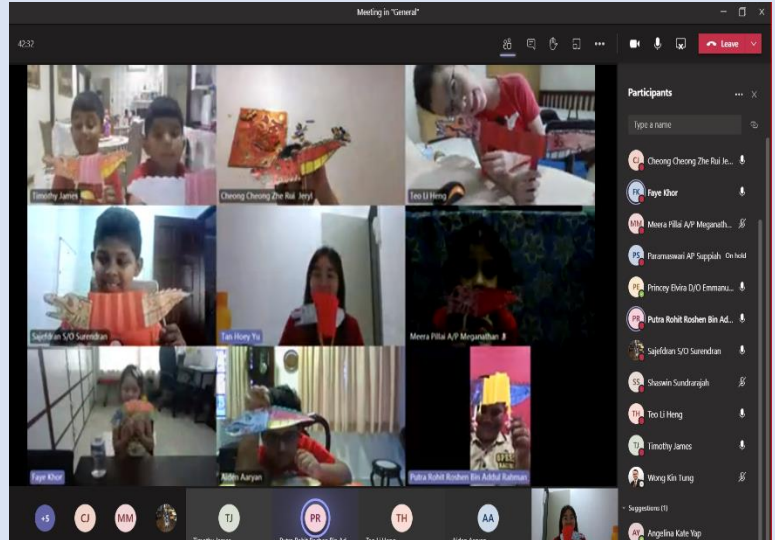 Meeting in "General"
42:32
Leave
Timothy James
Cheong Cheong Zhe Rui Jeryl
Teo Li Heng
Sajefdran S/O Surendran
Tan Hoey Yu
Meera Pillai A/P Meganathan
Faye Khor
Aiden Aaryan
Putra Rohit Roshen Bin Addul Rahman
+5
CJ
MM
TJ
PR
TH
AA
Participants
Type a name
CJ Cheong Cheong Zhe Rui Je...
FK Faye Khor
MM Meera Pillai A/P Meganath...
PS Paramaswari AP Suppiah On hold
PE Princey Elvira D/O Emmanu...
PR Putra Rohit Roshen Bin Ad...
Sajefdran S/O Surendran
SS Shaswin Sundrarajah
TH Teo Li Heng
TJ Timothy James
Wong Kin Tung
Suggestions (1)
AY Angelina Kate Yap